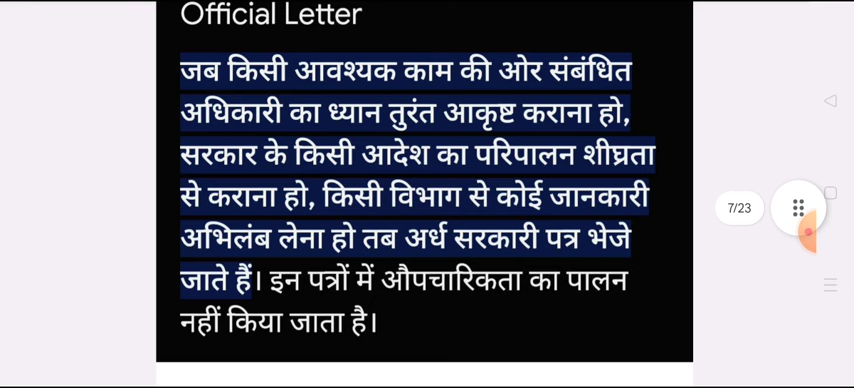 Official Letter
जब किसी आवश्यक काम की ओर संबंधित
अधिकारी का ध्यान तुरंत आकृष्ट कराना हो,
सरकार के किसी आदेश का परिपालन शीघ्रता
से कराना हो, किसी विभाग से कोई जानकारी
अभिलंब लेना हो तब अर्ध सरकारी पत्र भेजे
जाते हैं। इन पत्रों में औपचारिकता का पालन
नहीं किया जाता है।
7/23